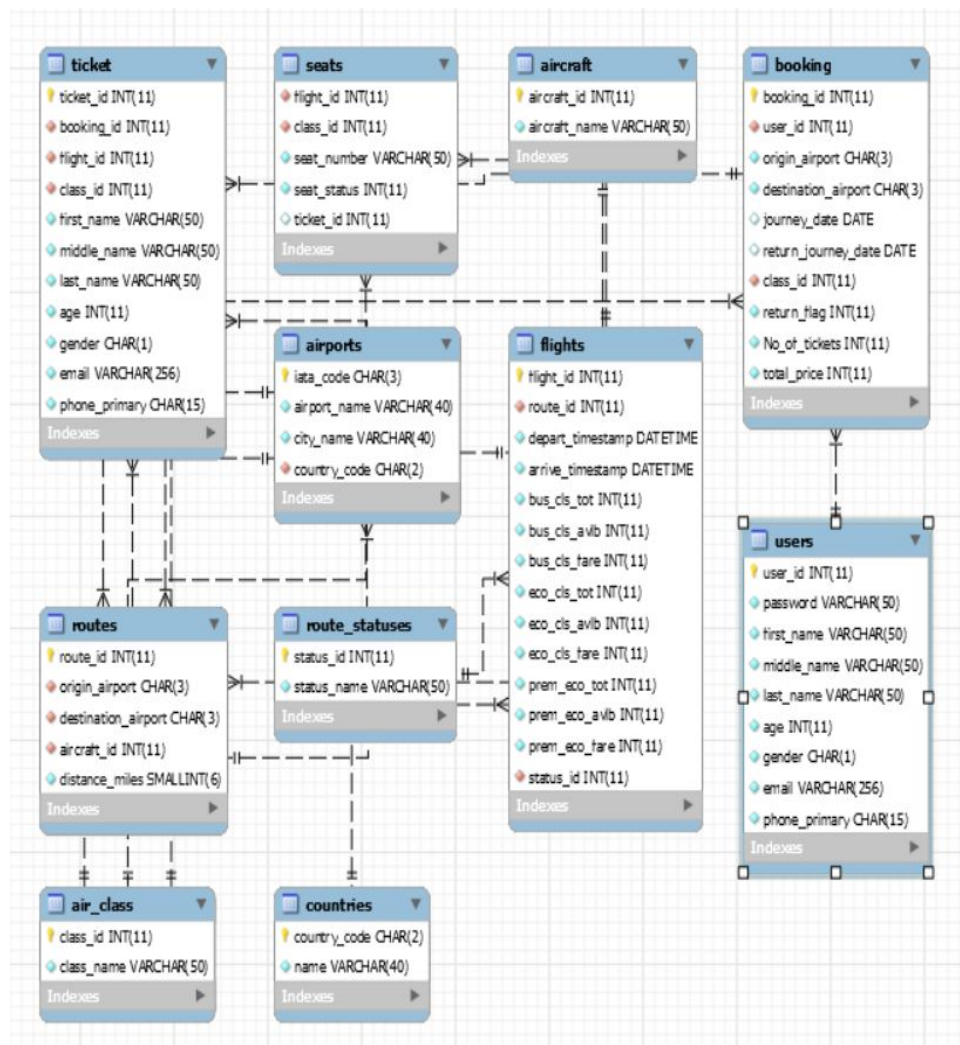 ticket
ticket_id INT(11)
booking_id INT(11)
flight_id INT(11)
class_id INT(11)
first_name VARCHAR(50)
middle_name VARCHAR(50)
last_name VARCHAR(50)
age INT(11)
gender CHAR(1)
email VARCHAR(256)
phone_primary CHAR(15)
Indexes
seats
flight_id INT(11)
class_id INT(11)
seat_number VARCHAR(50)
seat_status INT(11)
ticket_id INT(11)
Indexes
aircraft
aircraft_id INT(11)
aircraft_name VARCHAR(50)
Indexes
booking
booking_id INT(11)
user_id INT(11)
origin_airport CHAR(3)
destination_airport CHAR(3)
journey_date DATE
return_journey_date DATE
class_id INT(11)
return_flag INT(11)
No_of_tickets INT(11)
total_price INT(11)
Indexes
airports
iata_code CHAR(3)
airport_name VARCHAR(40)
city_name VARCHAR(40)
country_code CHAR(2)
Indexes
flights
flight_id INT(11)
route_id INT(11)
depart_timestamp DATETIME
arrive_timestamp DATETIME
bus_cls_tot INT(11)
bus_cls_avlb INT(11)
bus_cls_fare INT(11)
eco_cls_tot INT(11)
eco_cls_avlb INT(11)
eco_cls_fare INT(11)
prem_eco_tot INT(11)
prem_eco_avlb INT(11)
prem_eco_fare INT(11)
status_id INT(11)
Indexes
users
user_id INT(11)
password VARCHAR(50)
first_name VARCHAR(50)
middle_name VARCHAR(50)
last_name VARCHAR(50)
age INT(11)
gender CHAR(1)
email VARCHAR(256)
phone_primary CHAR(15)
Indexes
routes
route_id INT(11)
origin_airport CHAR(3)
destination_airport CHAR(3)
aircraft_id INT(11)
distance_miles SMALLINT(6)
Indexes
route_statuses
status_id INT(11)
status_name VARCHAR(50)
Indexes
air_class
class_id INT(11)
class_name VARCHAR(50)
Indexes
countries
country_code CHAR(2)
name VARCHAR(40)
Indexes